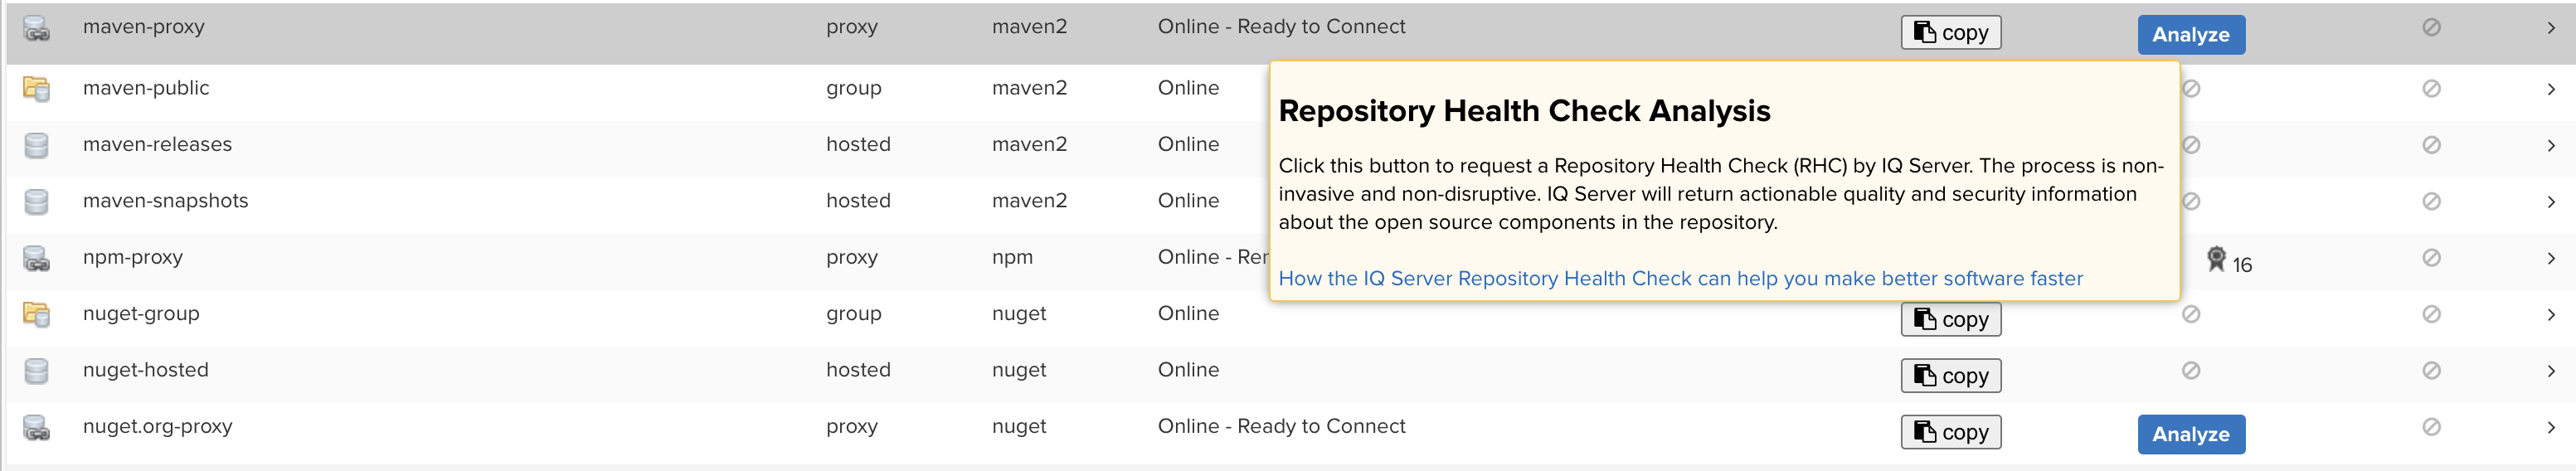 maven-proxy proxy maven2 Online - Ready to Connect copy Analyze
maven-public group maven2 Online
Repository Health Check Analysis
maven-releases hosted maven2 Online
Click this button to request a Repository Health Check (RHC) by IQ Server. The process is non-
invasive and non-disruptive. IQ Server will return actionable quality and security information
about the open source components in the repository.
maven-snapshots hosted maven2 Online
npm-proxy proxy npm Online - Rer 16
How the IQ Server Repository Health Check can help you make better software faster
nuget-group group nuget Online copy
nuget-hosted hosted nuget Online copy
nuget.org-proxy proxy nuget Online - Ready to Connect copy Analyze